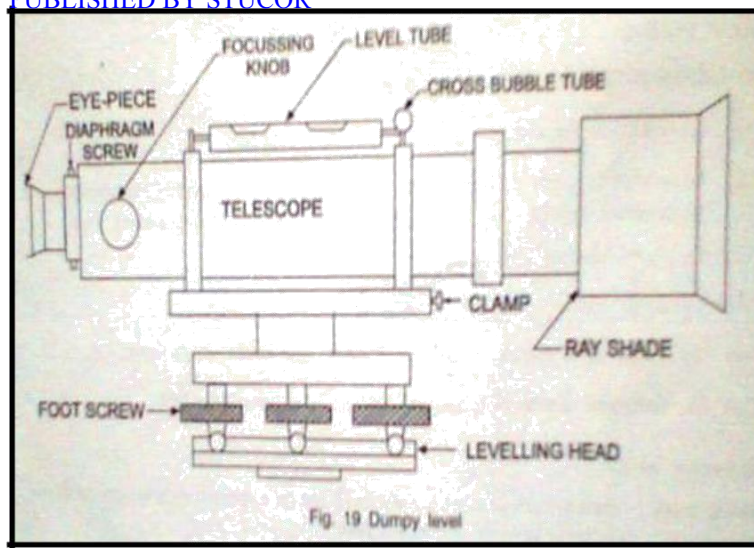 PUBLISHED BY STUCOR
FOCUSSING
KNOB
LEVEL TUBE
CROSS BUBBLE TUBE
EYE-PIECE
DIAPHRAGM
SCREW
TELESCOPE
CLAMP
RAY SHADE
FOOT SCREW
LEVELLING HEAD
Fig. 19 Dumpy level